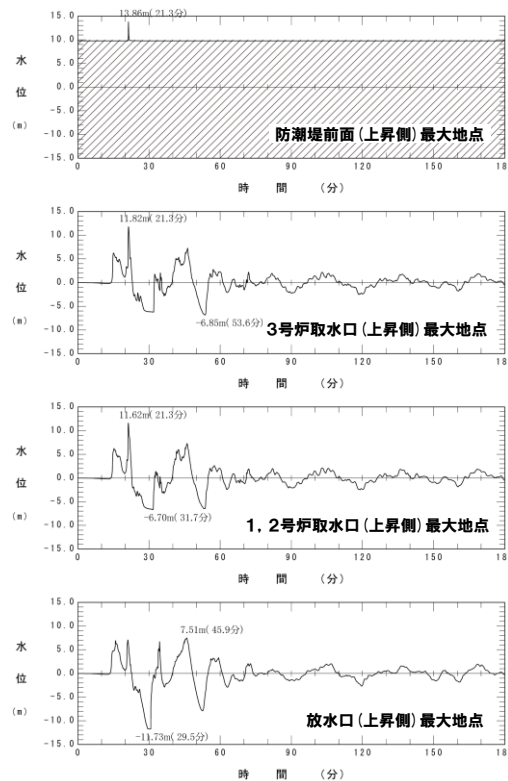 13.86m( 21.3分)
15.0
10.0
水
5.0
位
0.0
-5.0
(m)
-10.0
防潮堤前面(上昇側)最大地点
-15.0
0 30 60 90 120 150 18
時 間 (分)
15.0
11.82m( 21.3分)
10.0
水
5.0
位
0.0
-5.0
(m)
-6.85m( 53.6分)
-10.0
3号炉取水口(上昇側)最大地点
-15.0
0 30 60 90 120 150 18
時 間 (分)
15.0
11.62m( 21.3分)
10.0
水
5.0
位
0.0
-5.0
(m)
-6.70m( 31.7分)
-10.0
1，2号炉取水口(上昇側)最大地点
-15.0
0 30 60 90 120 150 18
時 間 (分)
15.0
10.0
7.51m( 45.9分)
水
5.0
位
0.0
-5.0
(m)
-10.0
放水口(上昇側)最大地点
-11.73m( 29.5分)
-15.0
0 30 60 90 120 150 18
時 間 (分)